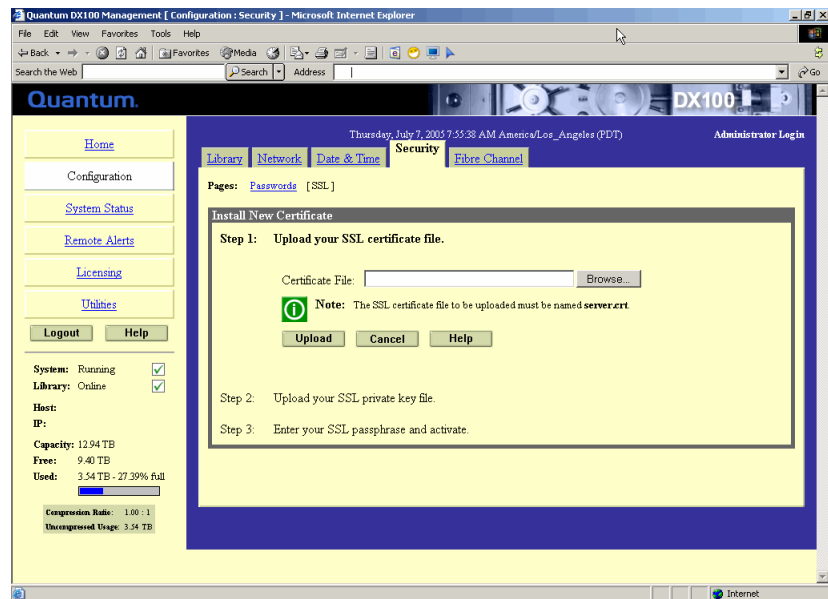 Quantum DX100 Management [ Configuration : Security ] - Microsoft Internet Explorer
File Edit View Favorites Tools Help
Back Favorites Media
Search the Web Search Address Go
Quantum. DX100
Thursday, July 7, 2005 7:55:38 AM America/Los_Angeles (PDT) Administrator Login
Home
Configuration
System Status
Remote Alerts
Licensing
Utilities
Logout Help
System: Running
Library: Online
Host:
IP:
Capacity: 12.94 TB
Free: 9.40 TB
Used: 3.54 TB - 27.39% full
Compression Ratio: 1.00 : 1
Uncompressed Usage: 3.54 TB
Library Network Date & Time Security Fibre Channel
Pages: Passwords [SSL]
Install New Certificate
Step 1: Upload your SSL certificate file.
Certificate File: Browse...
Note: The SSL certificate file to be uploaded must be named server.crt.
Upload Cancel Help
Step 2: Upload your SSL private key file.
Step 3: Enter your SSL passphrase and activate.
Internet